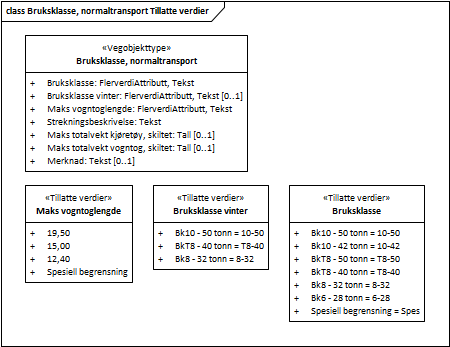 class Bruksklasse, normaltransport Tillatte verdier
«Vegobjekttype»
Bruksklasse, normaltransport
+ Bruksklasse: FlerverdiAttributt, Tekst
+ Bruksklasse vinter: FlerverdiAttributt, Tekst [0..1]
+ Maks vogntoglengde: FlerverdiAttributt, Tekst
+ Strekningsbeskrivelse: Tekst
+ Maks totalvekt kjøretøy, skiltet: Tall [0..1]
+ Maks totalvekt vogntog, skiltet: Tall [0..1]
+ Merknad: Tekst [0..1]
«Tillatte verdier»
Maks vogntoglengde
+ 19,50
+ 15,00
+ 12,40
+ Spesiell begrensning
«Tillatte verdier»
Bruksklasse vinter
+ Bk10 - 50 tonn = 10-50
+ BkT8 - 40 tonn = T8-40
+ Bk8 - 32 tonn = 8-32
«Tillatte verdier»
Bruksklasse
+ Bk10 - 50 tonn = 10-50
+ Bk10 - 42 tonn = 10-42
+ BkT8 - 50 tonn = T8-50
+ BkT8 - 40 tonn = T8-40
+ Bk8 - 32 tonn = 8-32
+ Bk6 - 28 tonn = 6-28
+ Spesiell begrensning = Spes